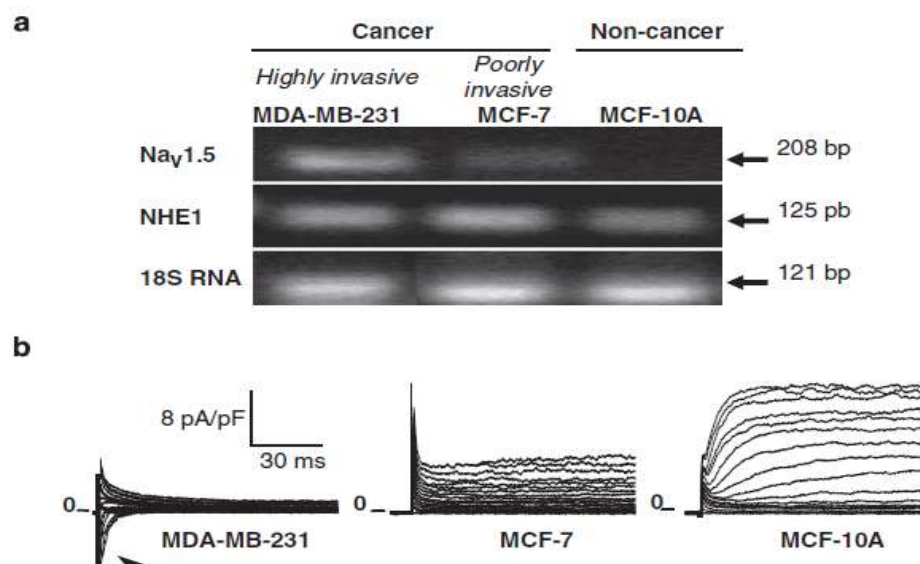 a
Cancer Non-cancer
Highly invasive Poorly invasive
MDA-MB-231 MCF-7 MCF-10A
NaV1.5 208 bp
NHE1 125 pb
18S RNA 121 bp
b
8 pA/pF
30 ms
0 0 0
MDA-MB-231 MCF-7 MCF-10A